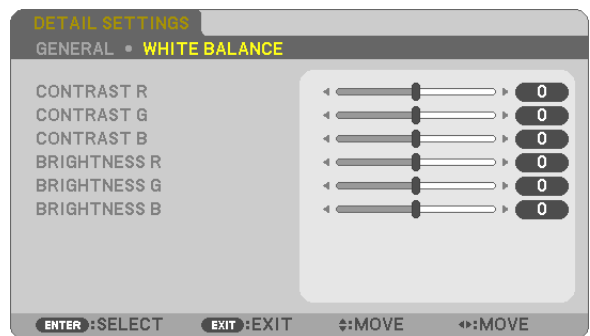 DETAIL SETTINGS
GENERAL • WHITE BALANCE
CONTRAST R 0
CONTRAST G 0
CONTRAST B 0
BRIGHTNESS R 0
BRIGHTNESS G 0
BRIGHTNESS B 0
ENTER:SELECT EXIT:EXIT :MOVE :MOVE